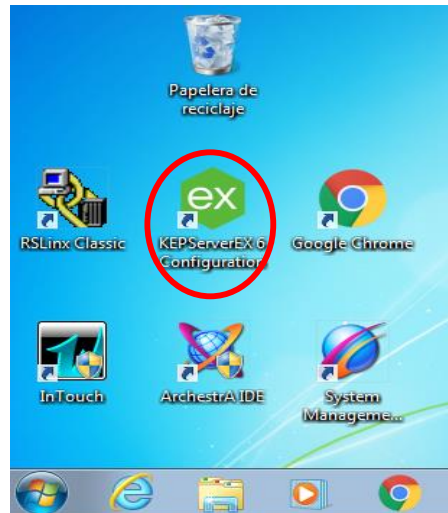 Papelera de
reciclaje
RSLinx Classic
ex
KEPServerEX 6
Configuration
Google Chrome
InTouch
ArchestrA IDE
System
Manageme...